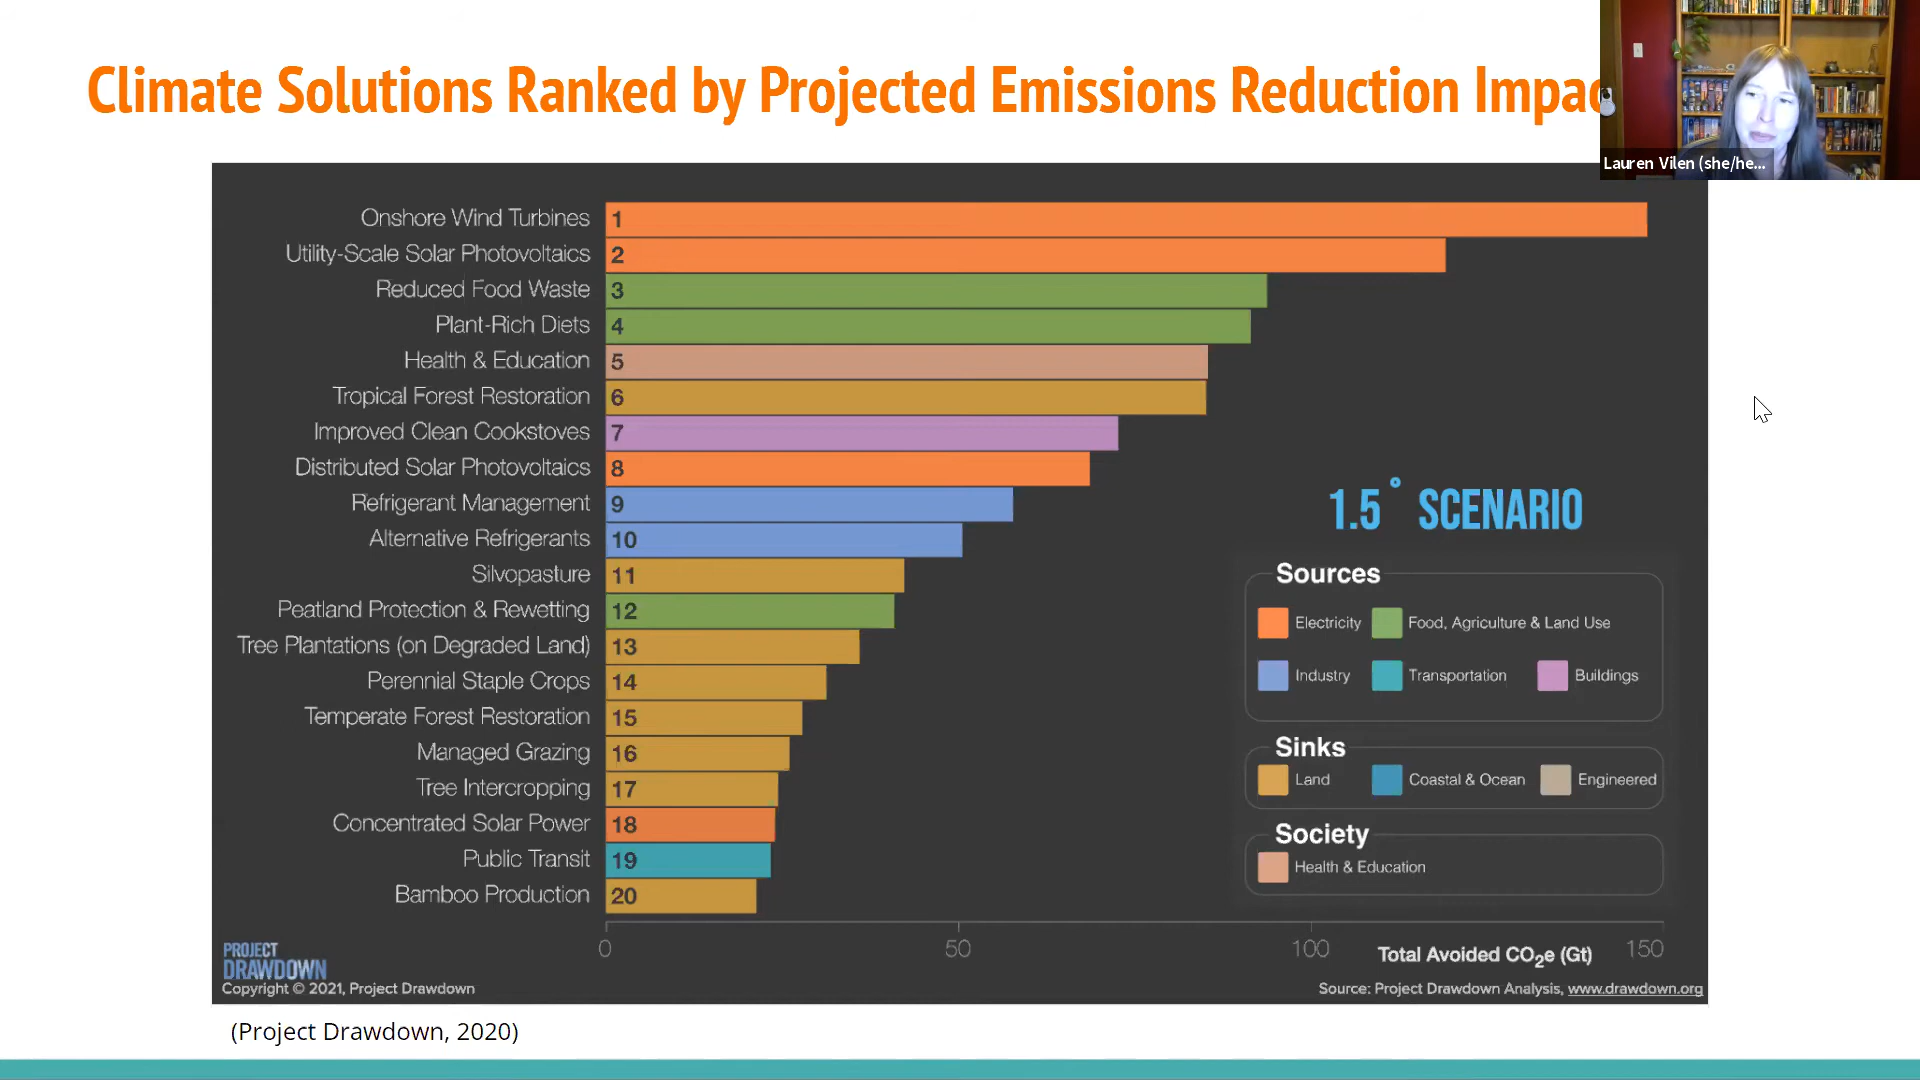 Climate Solutions Ranked by Projected Emissions Reduction Impac
Lauren Vilen (she/he...
Onshore Wind Turbines 1
Utility-Scale Solar Photovoltaics 2
Reduced Food Waste 3
Plant-Rich Diets 4
Health & Education 5
Tropical Forest Restoration 6
Improved Clean Cookstoves 7
Distributed Solar Photovoltaics 8
Refrigerant Management 9
Alternative Refrigerants 10
Silvopasture 11
Peatland Protection & Rewetting 12
Tree Plantations (on Degraded Land) 13
Perennial Staple Crops 14
Temperate Forest Restoration 15
Managed Grazing 16
Tree Intercropping 17
Concentrated Solar Power 18
Public Transit 19
Bamboo Production 20
1.5° SCENARIO
Sources
Electricity Food, Agriculture & Land Use
Industry Transportation Buildings
Sinks
Land Coastal & Ocean Engineered
Society
Health & Education
0 50 100 150
Total Avoided CO₂e (Gt)
PROJECT
DRAWDOWN
Copyright © 2021, Project Drawdown
Source: Project Drawdown Analysis, www.drawdown.org
(Project Drawdown, 2020)